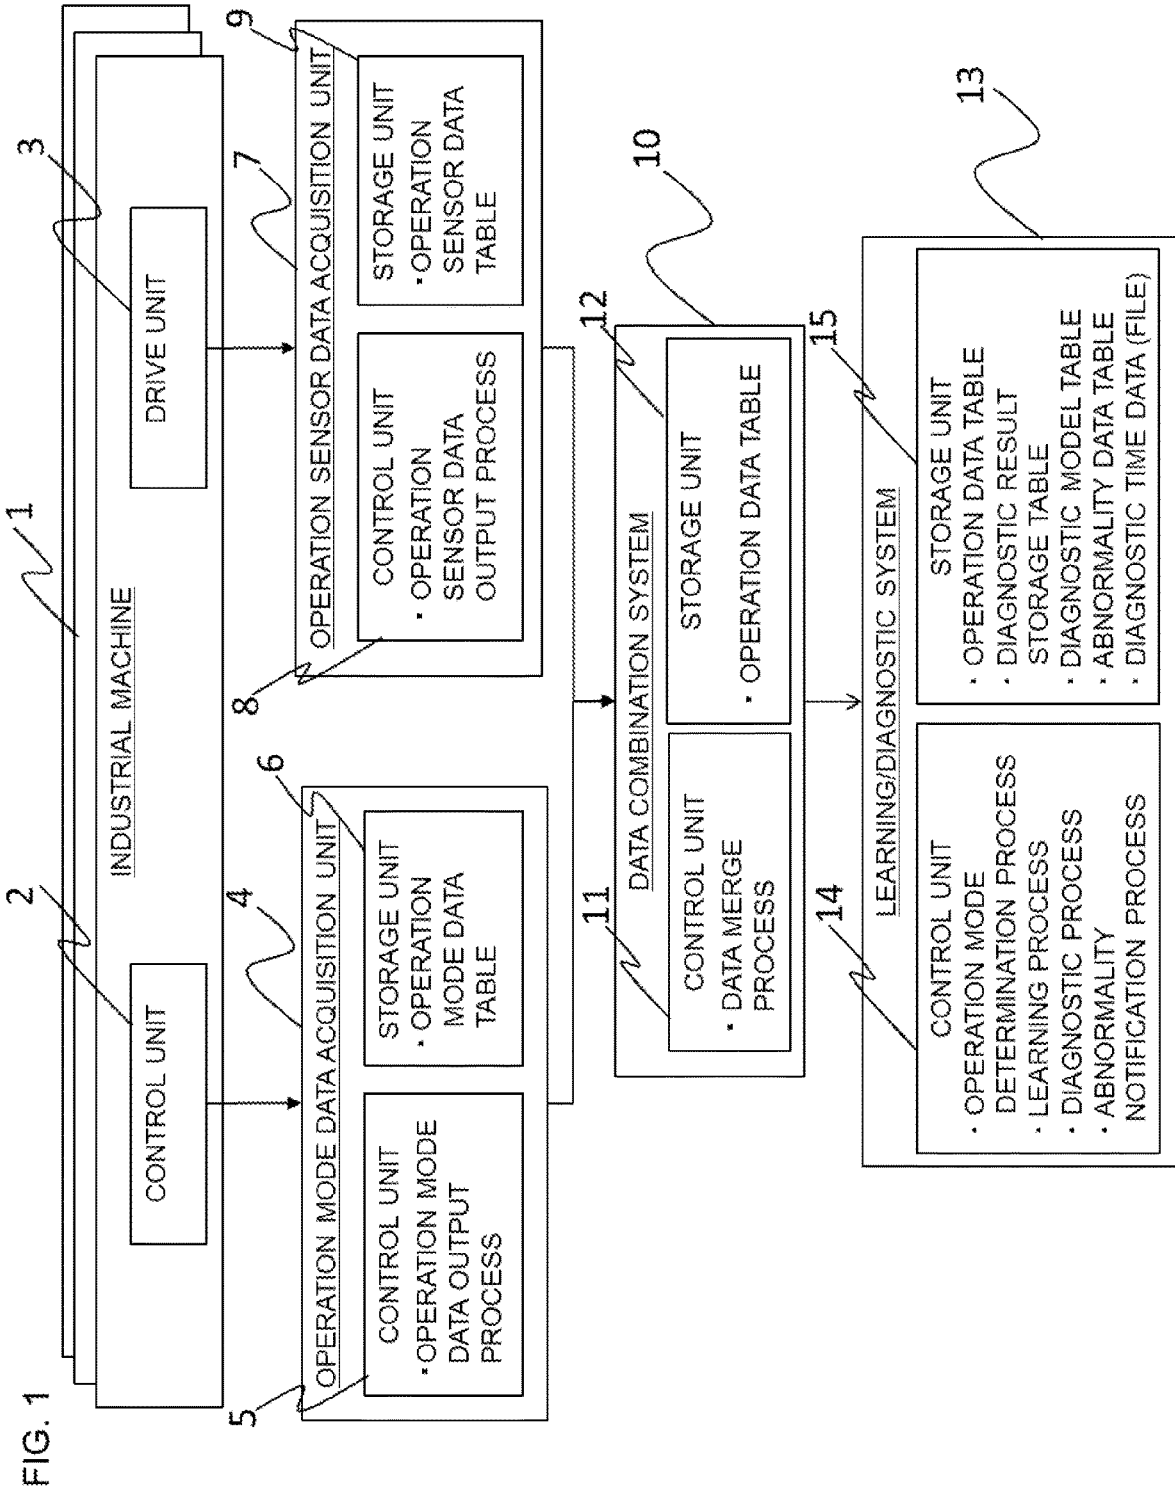 FIG. 1
1
INDUSTRIAL MACHINE
2
CONTROL UNIT
3
DRIVE UNIT
4
OPERATION MODE DATA ACQUISITION UNIT
5
CONTROL UNIT
・OPERATION MODE
DATA OUTPUT
PROCESS
6
STORAGE UNIT
・OPERATION
MODE DATA
TABLE
7
OPERATION SENSOR DATA ACQUISITION UNIT
8
CONTROL UNIT
・OPERATION
SENSOR DATA
OUTPUT PROCESS
9
STORAGE UNIT
・OPERATION
SENSOR DATA
TABLE
10
DATA COMBINATION SYSTEM
11
CONTROL UNIT
・DATA MERGE
PROCESS
12
STORAGE UNIT
・OPERATION DATA TABLE
13
LEARNING/DIAGNOSTIC SYSTEM
14
CONTROL UNIT
・OPERATION MODE
DETERMINATION PROCESS
・LEARNING PROCESS
・DIAGNOSTIC PROCESS
・ABNORMALITY
NOTIFICATION PROCESS
15
STORAGE UNIT
・OPERATION DATA TABLE
・DIAGNOSTIC RESULT
STORAGE TABLE
・DIAGNOSTIC MODEL TABLE
・ABNORMALITY DATA TABLE
・DIAGNOSTIC TIME DATA (FILE)